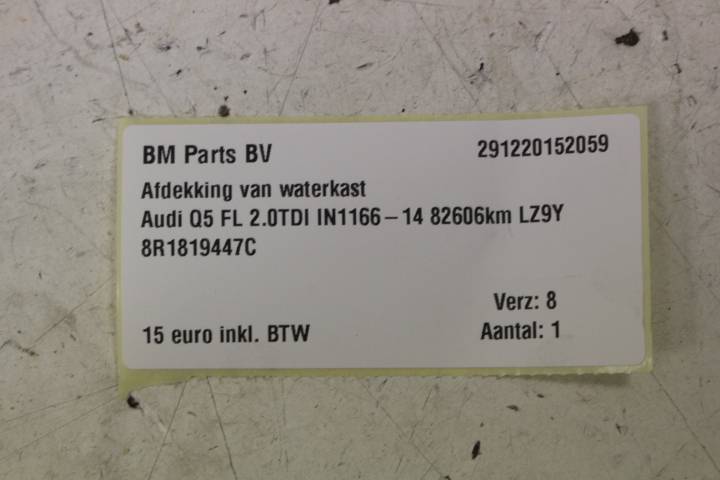 BM Parts BV 291220152059
Afdekking van waterkast
Audi Q5 FL 2.0TDI IN1166-14 82606km LZ9Y
8R1819447C
Verz: 8
15 euro inkl. BTW Aantal: 1